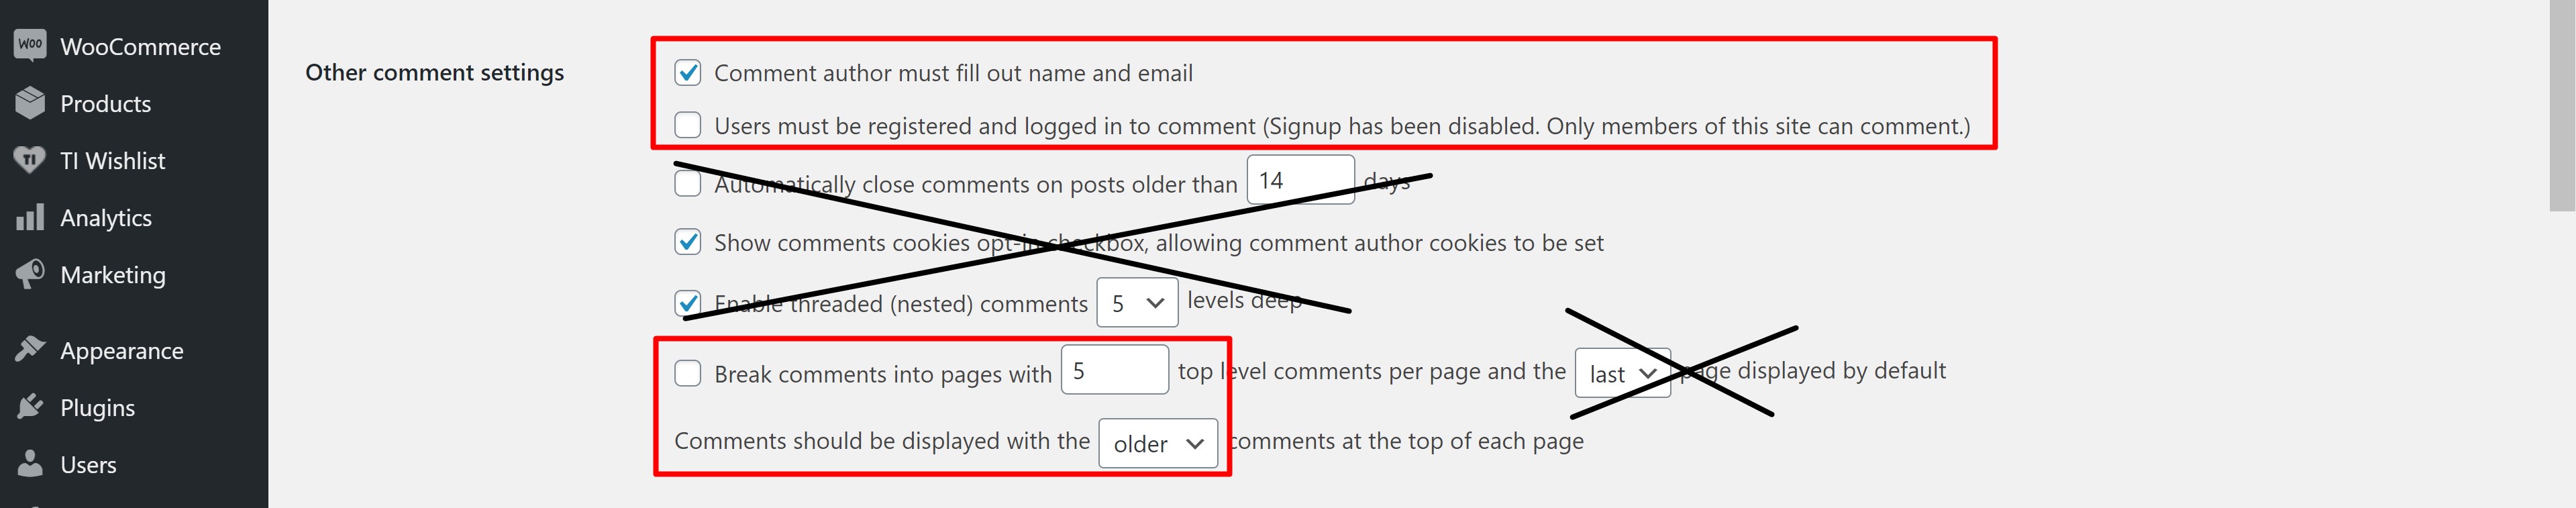 WooCommerce
Products
TI Wishlist
Analytics
Marketing
Appearance
Plugins
Users
Other comment settings
Comment author must fill out name and email
Users must be registered and logged in to comment (Signup has been disabled. Only members of this site can comment.)
Automatically close comments on posts older than 14 days
Show comments cookies opt-in checkbox, allowing comment author cookies to be set
Enable threaded (nested) comments 5 levels deep
Break comments into pages with 5 top level comments per page and the last page displayed by default
Comments should be displayed with the older comments at the top of each page